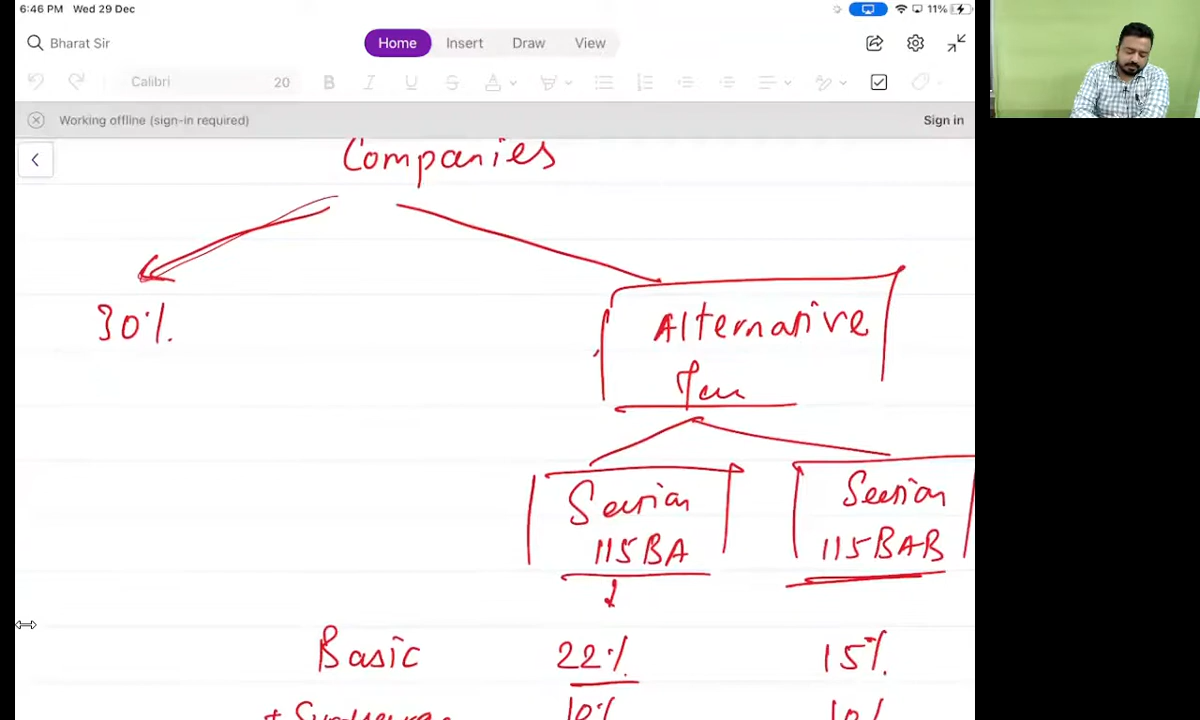 6:46 PM Wed 29 Dec
11%
Bharat Sir
Home Insert Draw View
Calibri 20 B I U S A
Working offline (sign-in required)
Sign in
Companies
30%.
Alternative
Section
115BA
Section
115BAB
Basic 22% 15%.
10% 10%